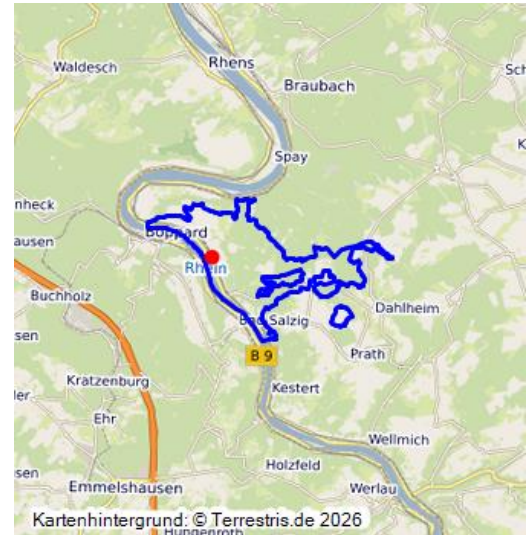 Waldesch
Rhens
Sch
Braubach
Spay
nheck
Boppard
ausen
Rhein
Buchholz
Dahlheim
Bad Salzig
Prath
B 9
Kratzenburg
Kestert
ler
Ehr
Wellmich
sen
Holzfeld
Emmelshausen
Werlau
Kartenhintergrund: © Terrestris.de 2026
Hungenroth